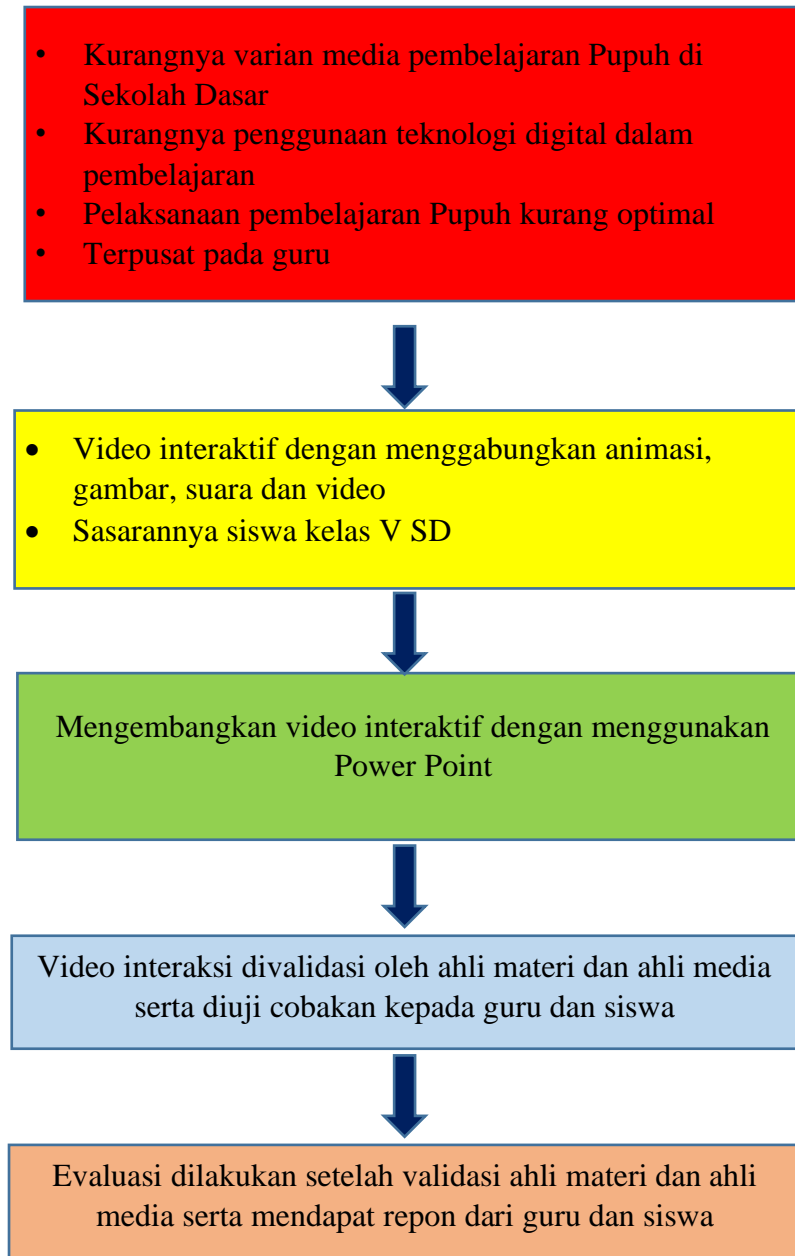 • Kurangnya varian media pembelajaran Pupuh di
Sekolah Dasar
• Kurangnya penggunaan teknologi digital dalam
pembelajaran
• Pelaksanaan pembelajaran Pupuh kurang optimal
• Terpusat pada guru
• Video interaktif dengan menggabungkan animasi,
gambar, suara dan video
• Sasarannya siswa kelas V SD
Mengembangkan video interaktif dengan menggunakan
Power Point
Video interaksi divalidasi oleh ahli materi dan ahli media
serta diuji cobakan kepada guru dan siswa
Evaluasi dilakukan setelah validasi ahli materi dan ahli
media serta mendapat repon dari guru dan siswa